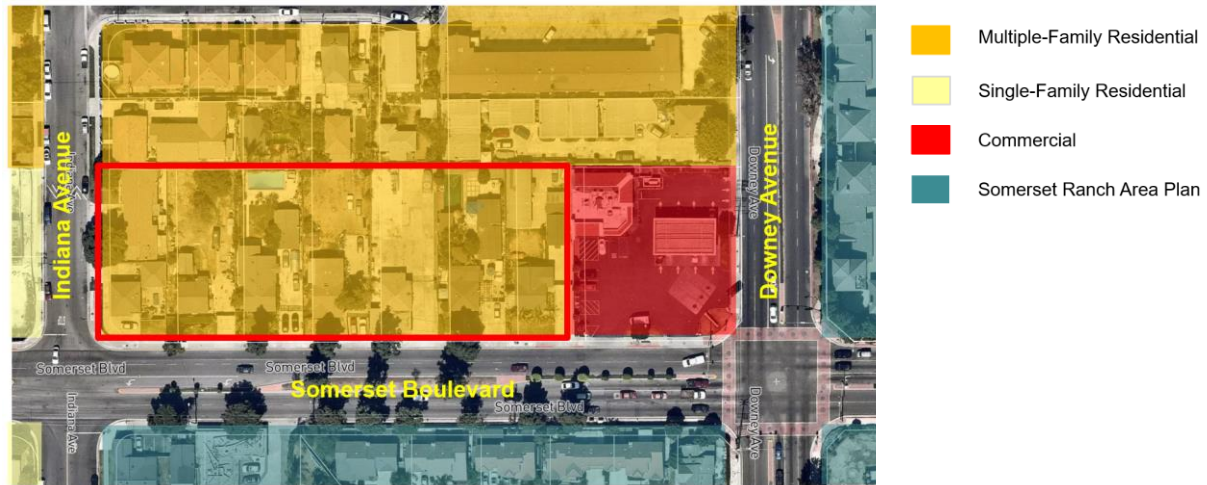 Multiple-Family Residential
Single-Family Residential
Commercial
Somerset Ranch Area Plan
Indiana Avenue
Downey Avenue
Downey Ave
Somerset Blvd
Somerset Blvd
Somerset Boulevard
Somerset Blvd
Indiana Ave
Downey Ave